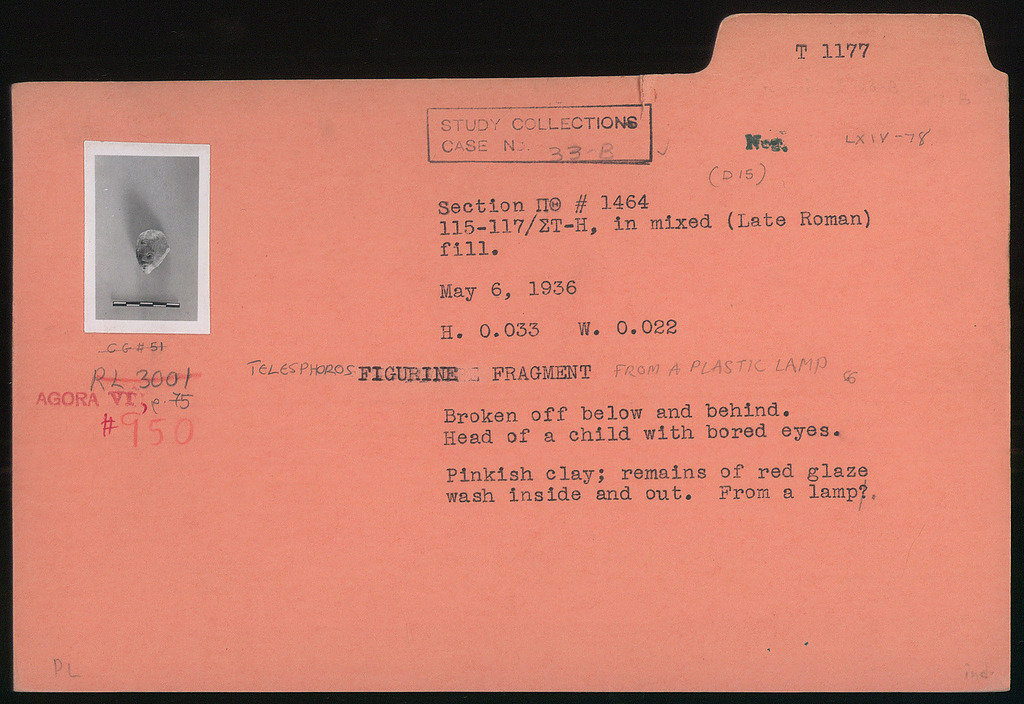 T 1177
STUDY COLLECTIONS
CASE NO. 33-B
Neg.
LXIV-78
(D15)
Section ΠΘ # 1464
115-117/ΣΤ-Η, in mixed (Late Roman)
fill.
May 6, 1936
H. 0.033 W. 0.022
CG#51
RL 3001
AGORA VI, p. 75
#950
TELESPHOROS FIGURINE FRAGMENT FROM A PLASTIC LAMP
Broken off below and behind.
Head of a child with bored eyes.
Pinkish clay; remains of red glaze
wash inside and out. From a lamp?.
PL